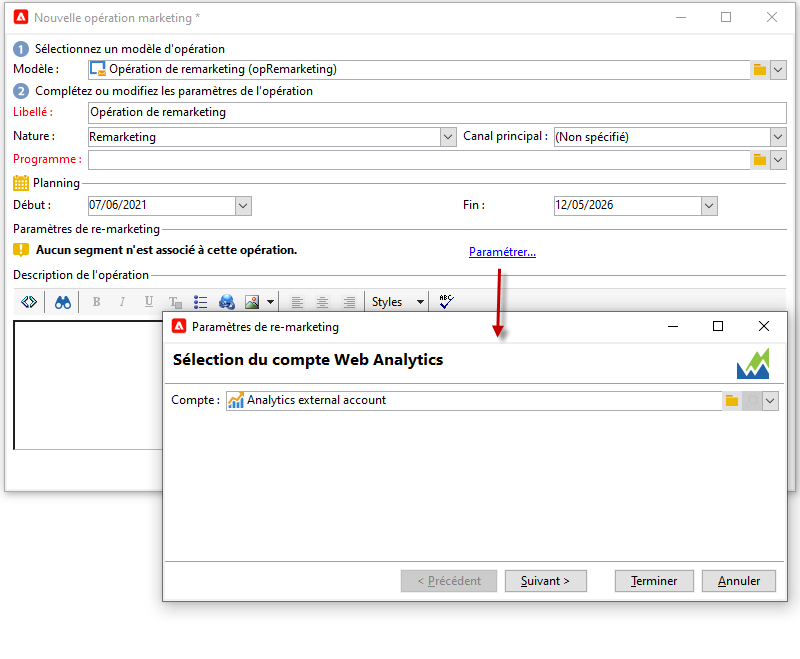 Nouvelle opération marketing *
1 Sélectionnez un modèle d'opération
Modèle : Opération de remarketing (opRemarketing)
2 Complétez ou modifiez les paramètres de l'opération
Libellé : Opération de remarketing
Nature : Remarketing Canal principal : (Non spécifié)
Programme :
Planning
Début : 07/06/2021 Fin : 12/05/2026
Paramètres de re-marketing
Aucun segment n'est associé à cette opération. Paramétrer...
Description de l'opération
B I U Styles ABC
Paramètres de re-marketing
Sélection du compte Web Analytics
Compte : Analytics external account
< Précédent Suivant > Terminer Annuler